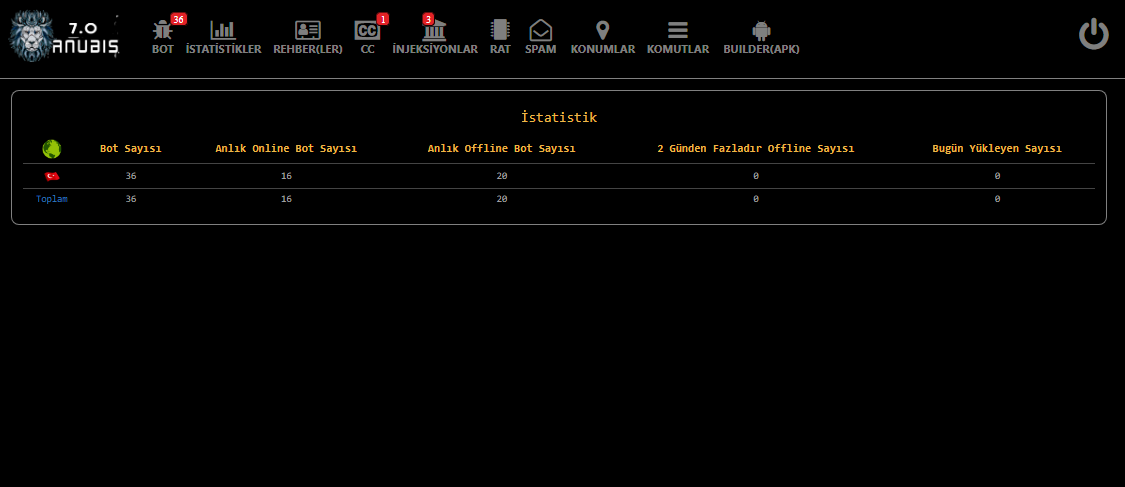 7.0
ANUBIS
36 1 3
BOT İSTATİSTİKLER REHBER(LER) CC İNJEKSİYONLAR RAT SPAM KONUMLAR KOMUTLAR BUILDER(APK)
İstatistik
Bot Sayısı Anlık Online Bot Sayısı Anlık Offline Bot Sayısı 2 Günden Fazladır Offline Sayısı Bugün Yükleyen Sayısı
36 16 20 0 0
Toplam 36 16 20 0 0